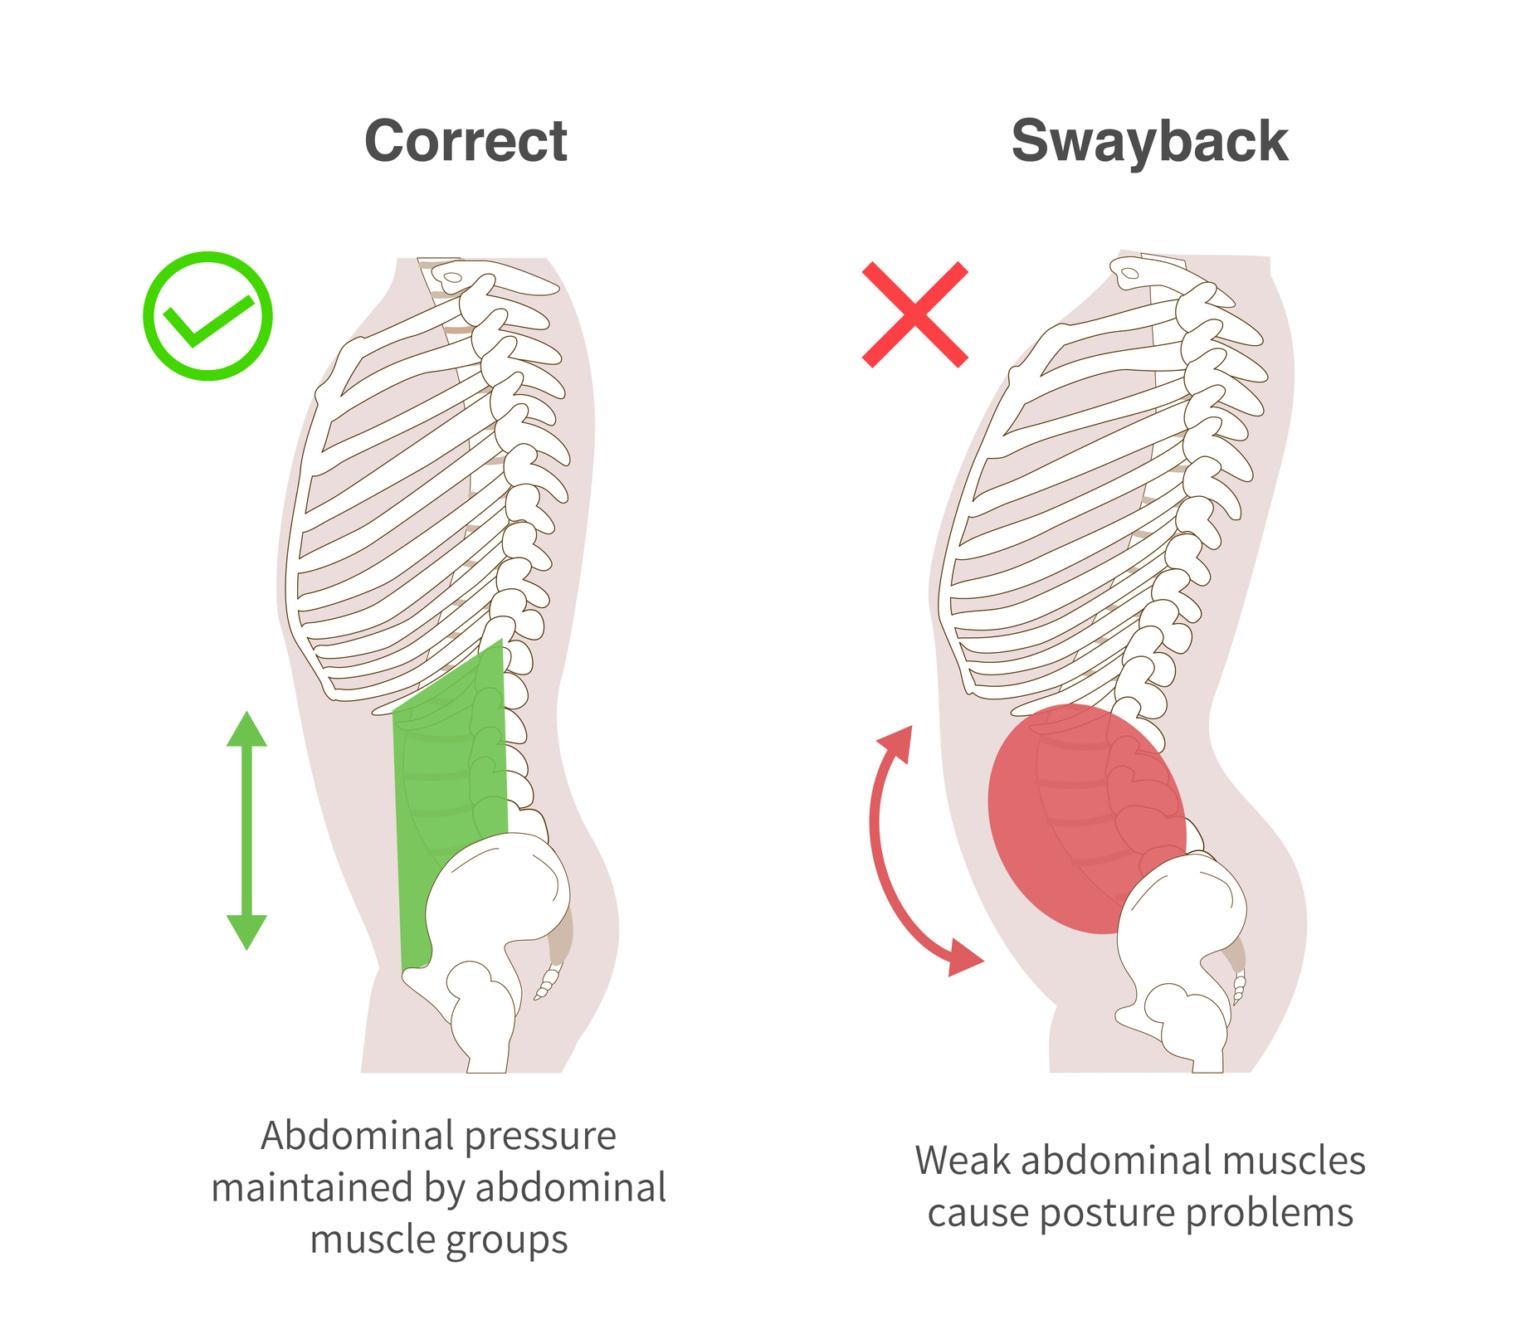 Correct
Swayback
Abdominal pressure
maintained by abdominal
muscle groups
Weak abdominal muscles
cause posture problems